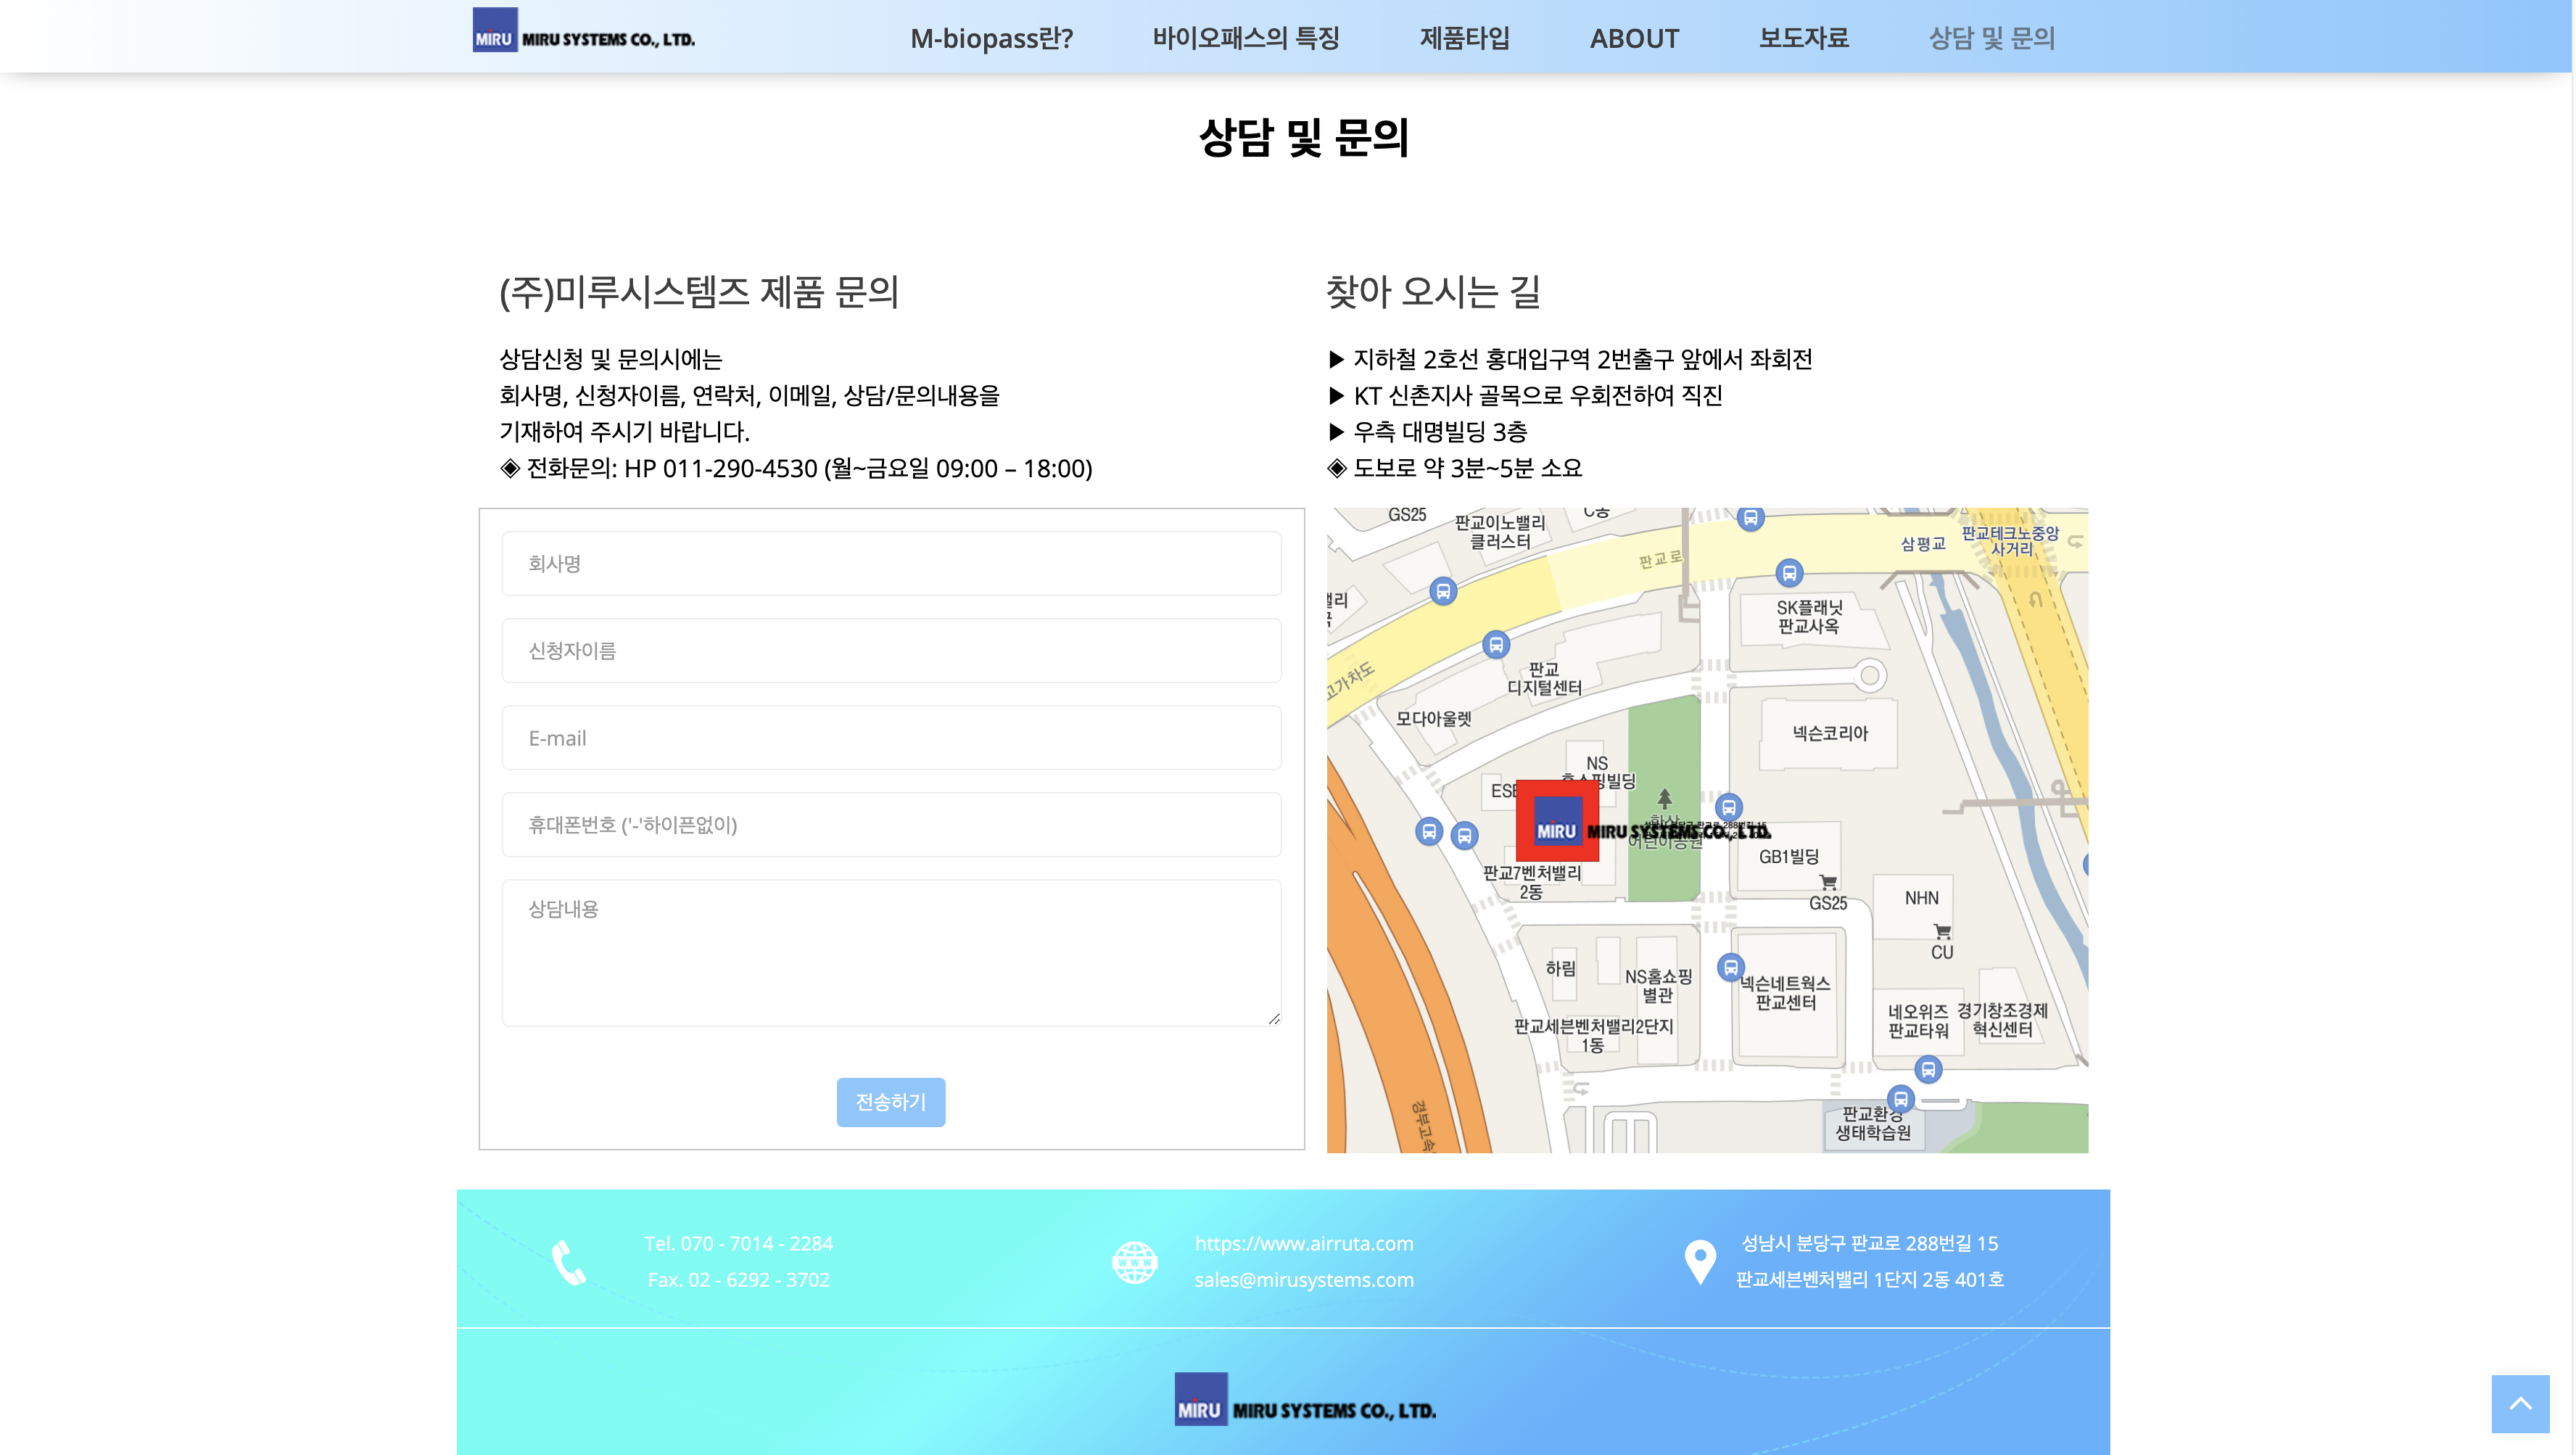 MIRU MIRU SYSTEMS CO., LTD.
M-biopass란?
바이오패스의 특징
제품타입
ABOUT
보도자료
상담 및 문의
상담 및 문의
(주)미루시스템즈 제품 문의
상담신청 및 문의시에는
회사명, 신청자이름, 연락처, 이메일, 상담/문의내용을
기재하여 주시기 바랍니다.
◈ 전화문의: HP 011-290-4530 (월~금요일 09:00 – 18:00)
회사명
신청자이름
E-mail
휴대폰번호 ('-'하이픈없이)
상담내용
전송하기
찾아 오시는 길
▶ 지하철 2호선 홍대입구역 2번출구 앞에서 좌회전
▶ KT 신촌지사 골목으로 우회전하여 직진
▶ 우측 대명빌딩 3층
◈ 도보로 약 3분~5분 소요
GS25
판교이노밸리
클러스터
C동
판교로
삼평교
판교테크노중앙
사거리
SK플래닛
판교사옥
판교
디지털센터
고가차도
모다아울렛
넥슨코리아
NS
MIRU MIRU SYSTEMS CO., LTD.
GB1빌딩
판교7벤처밸리
2동
GS25
NHN
CU
하림
NS홈쇼핑
별관
넥슨네트웍스
판교센터
판교세븐벤처밸리2단지
1동
네오위즈
판교타워
경기창조경제
혁신센터
경부고속
판교환경
생태학습원
Tel. 070 - 7014 - 2284
Fax. 02 - 6292 - 3702
WWW
https://www.airruta.com
sales@mirusystems.com
성남시 분당구 판교로 288번길 15
판교세븐벤처밸리 1단지 2동 401호
MIRU MIRU SYSTEMS CO., LTD.